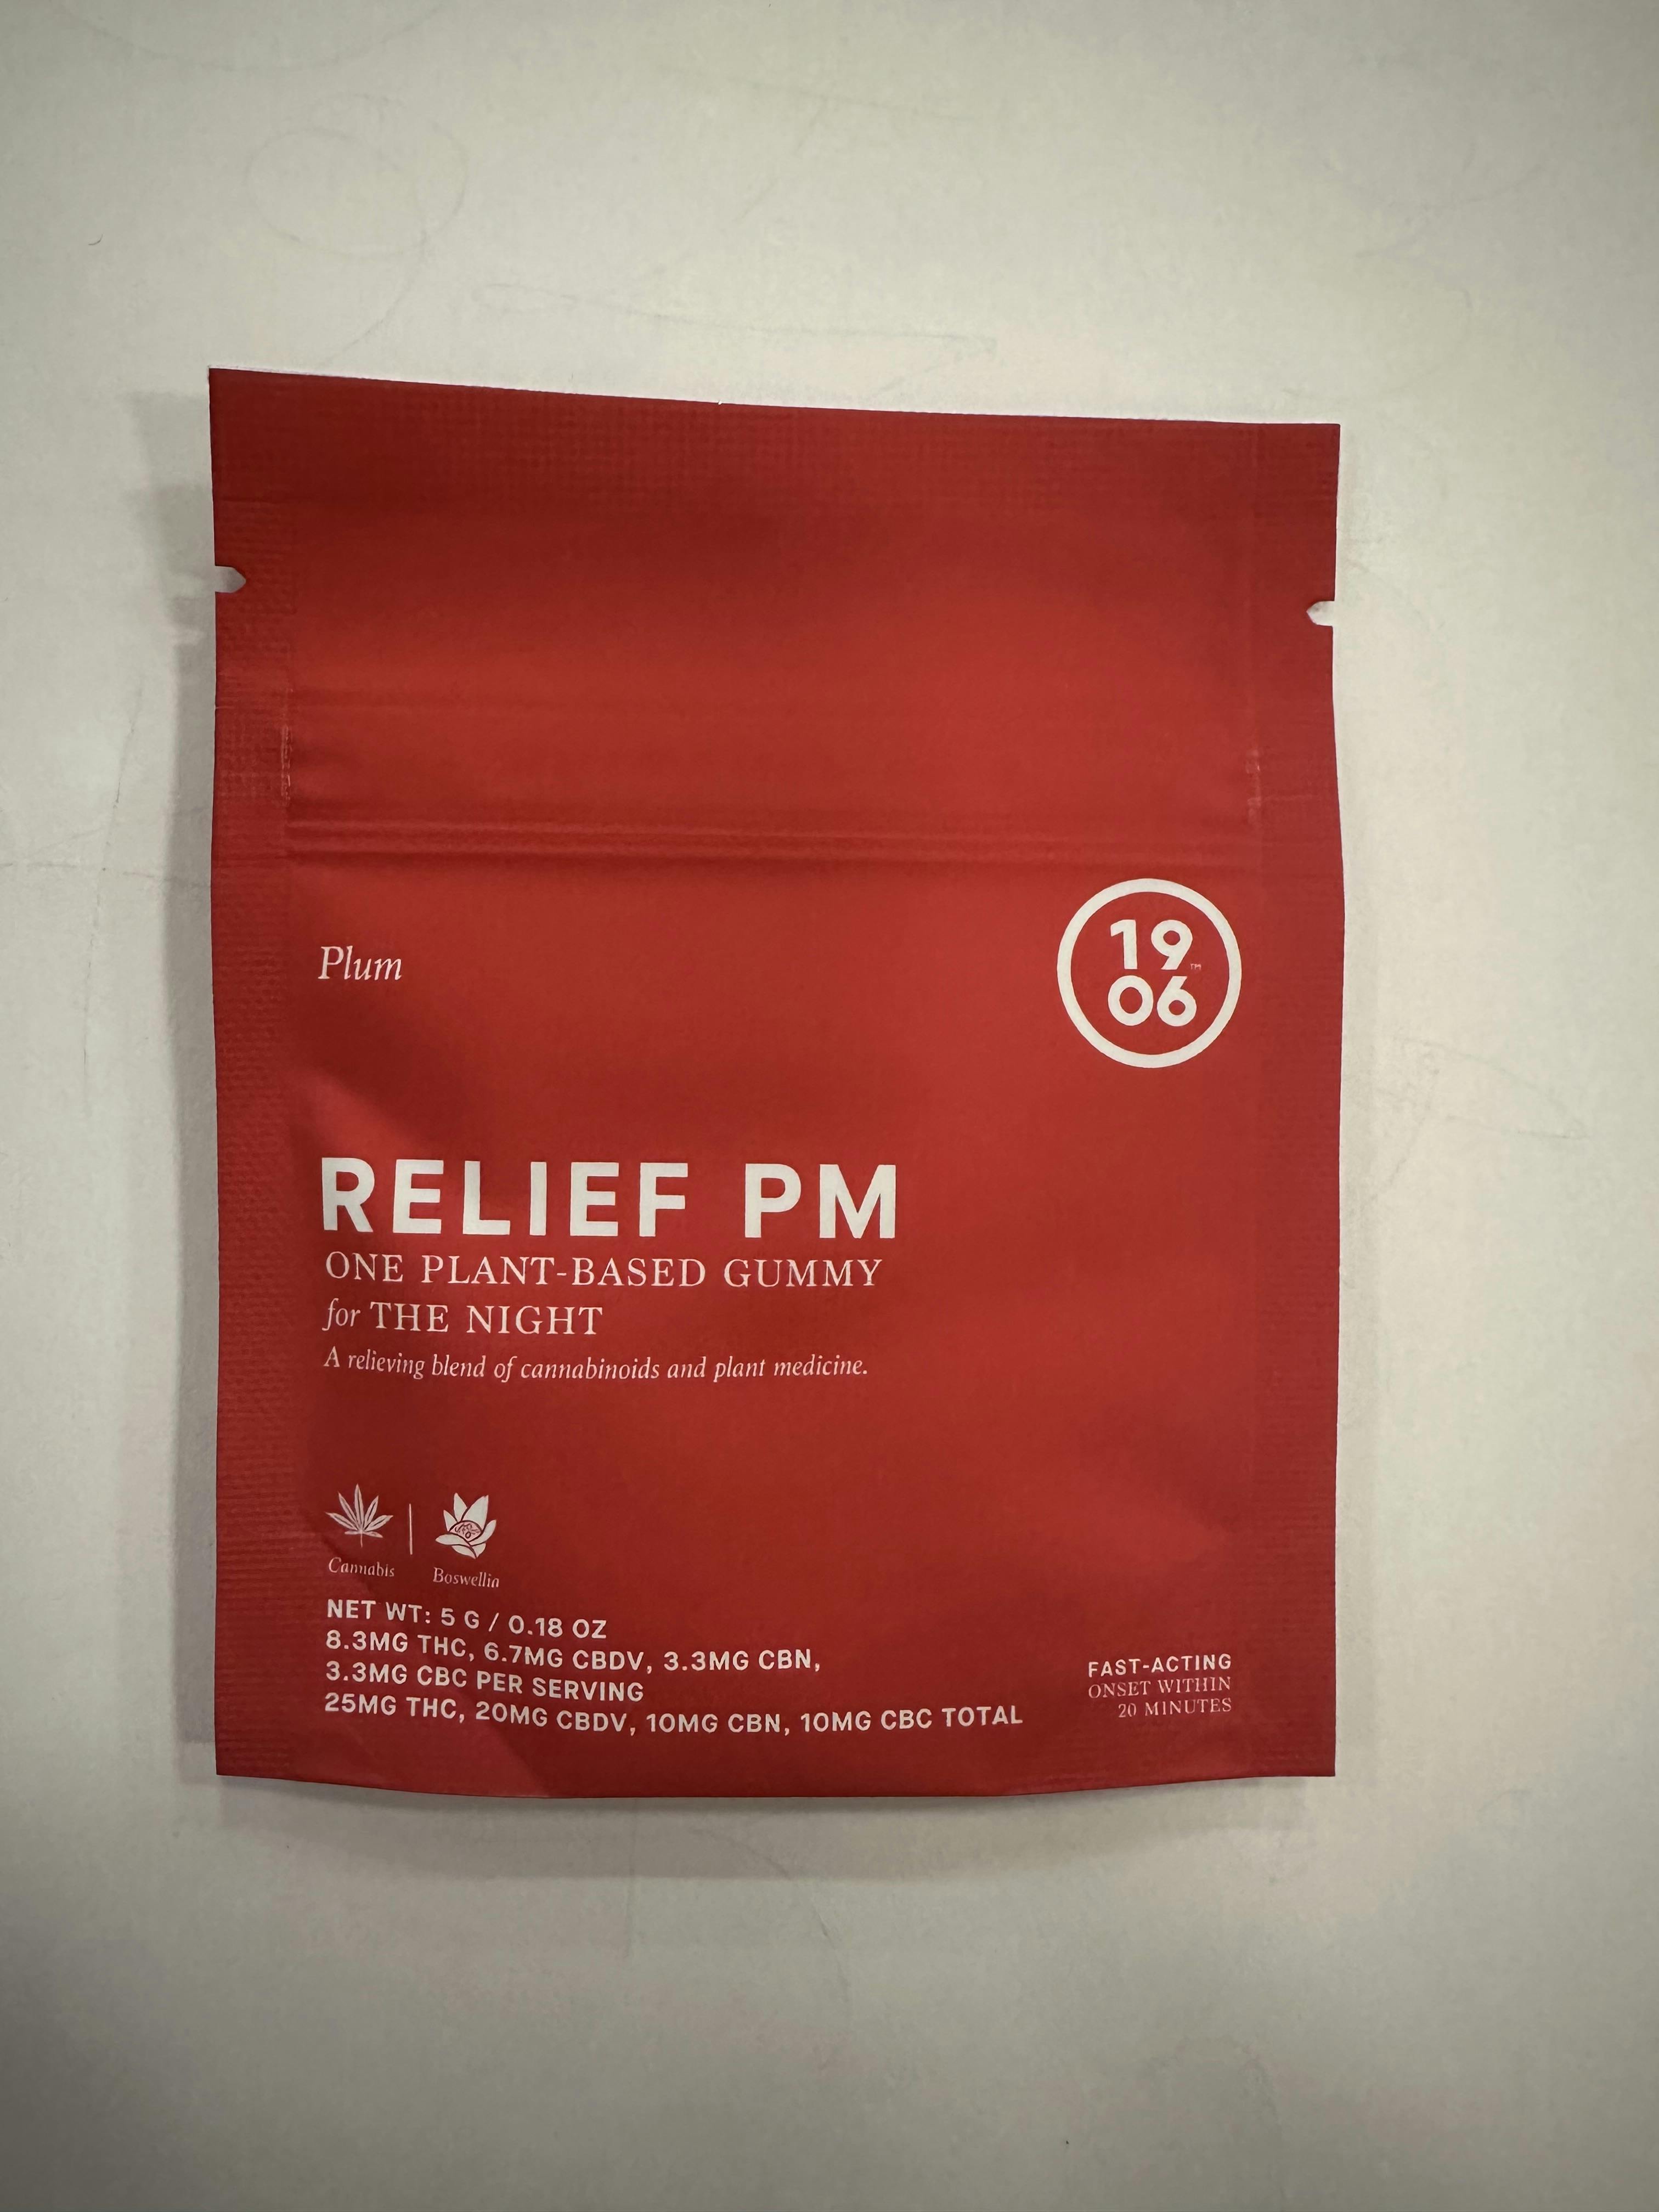 Plum
19
06
™
RELIEF PM
ONE PLANT-BASED GUMMY
for THE NIGHT
A relieving blend of cannabinoids and plant medicine.
Cannabis
Boswellia
NET WT: 5 G / 0.18 OZ
8.3MG THC, 6.7MG CBDV, 3.3MG CBN,
3.3MG CBC PER SERVING
25MG THC, 20MG CBDV, 10MG CBN, 10MG CBC TOTAL
FAST-ACTING
ONSET WITHIN
20 MINUTES